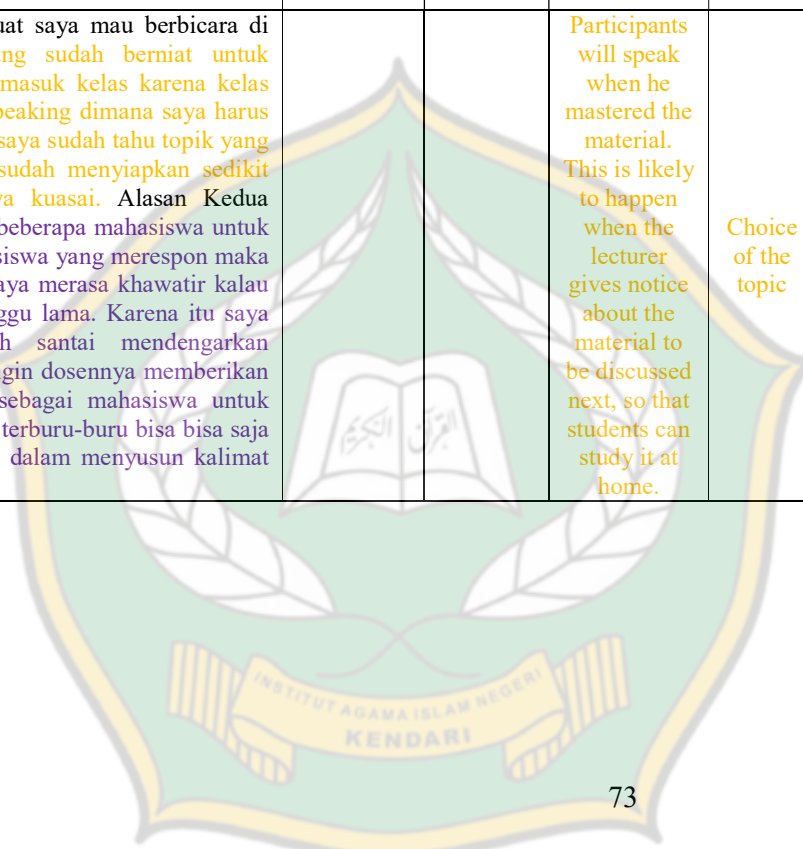 uat saya mau berbicara di
ng sudah berniat untuk
masuk kelas karena kelas
peaking dimana saya harus
saya sudah tahu topik yang
sudah menyiapkan sedikit
a kuasai. Alasan Kedua
beberapa mahasiswa untuk
siswa yang merespon maka
aya merasa khawatir kalau
ggu lama. Karena itu saya
h santai mendengarkan
gin dosennya memberikan
sebagai mahasiswa untuk
terburu-buru bisa bisa saja
dalam menyusun kalimat
Participants
will speak
when he
mastered the
material.
This is likely
to happen
when the
lecturer
gives notice
about the
material to
be discussed
next, so that
students can
study it at
home.
Choice
of the
topic
القرآن الكريم
INSTITUT AGAMA ISLAM NEGERI
KENDARI
73